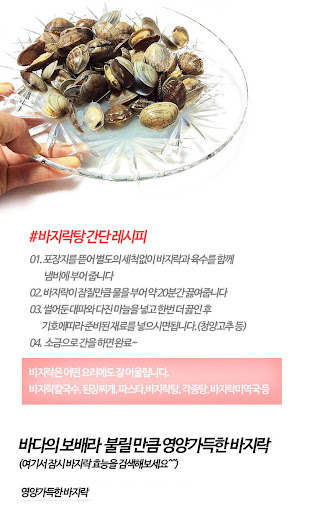 #바지락탕 간단 레시피
01. 포장지를 뜯어 별도의 세척없이 바지락과 육수를 함께
냄비에 부어 줍니다
02. 바지락이 잠질만큼 물을 부어 약 20분간 끓여줍니다
03. 썰어둔 대파와 다진 마늘을 넣고 한번 더 끓인 후
기호에따라 준비된 재료를 넣으시면됩니다. (청양고추 등)
04. 소금으로 간을 하면 완료~
바지락은 어떤 요리에도 잘 어울립니다.
바지락칼국수, 된장찌개, 파스타, 바지락탕, 각종탕, 바지락미역국 등
바다의 보배라 불릴 만큼 영양가득한 바지락
(여기서 잠시 바지락 효능을 검색해보세요^^)
영양가득한 바지락